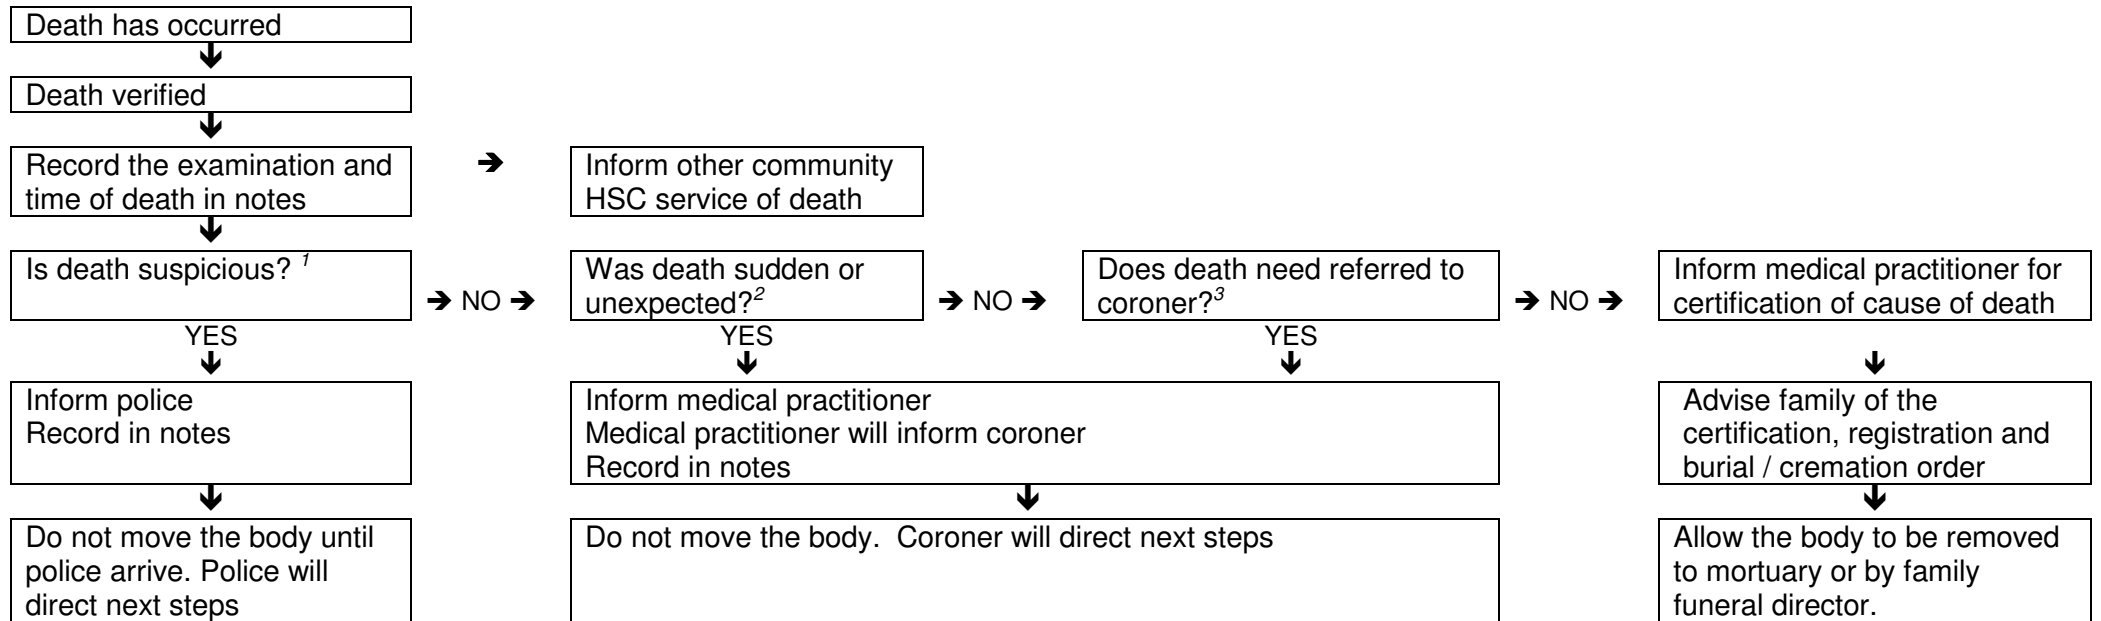 Death has occurred
Death verified
Record the examination and
time of death in notes
Inform other community
HSC service of death
Is death suspicious? 1
NO
Was death sudden or
unexpected?2
NO
Does death need referred to
coroner?3
NO
Inform medical practitioner for
certification of cause of death
YES
YES
YES
Inform police
Record in notes
Inform medical practitioner
Medical practitioner will inform coroner
Record in notes
Advise family of the
certification, registration and
burial / cremation order
Do not move the body until
police arrive. Police will
direct next steps
Do not move the body.  Coroner will direct next steps
Allow the body to be removed
to mortuary or by family
funeral director.